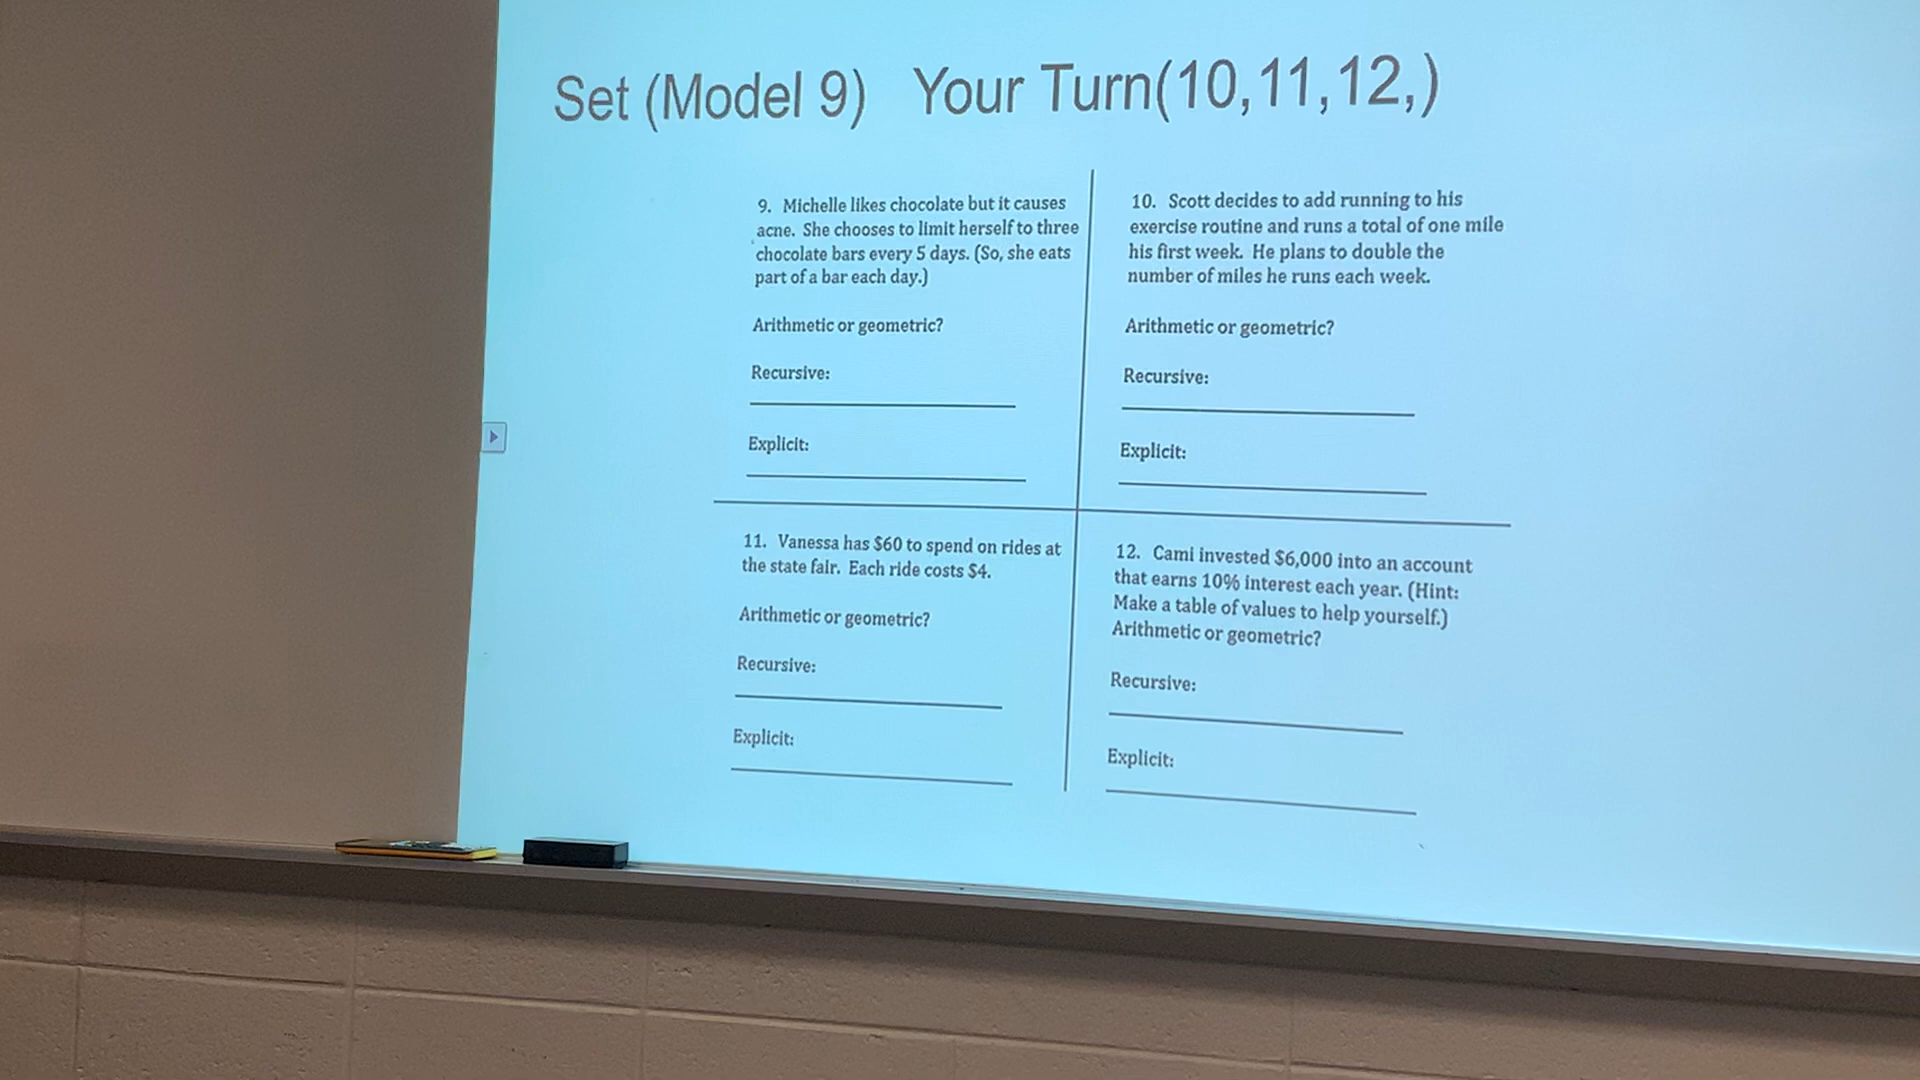 Set (Model 9) Your Turn(10,11,12,)
9. Michelle likes chocolate but it causes
acne. She chooses to limit herself to three
chocolate bars every 5 days. (So, she eats
part of a bar each day.)
Arithmetic or geometric?
Recursive:
Explicit:
10. Scott decides to add running to his
exercise routine and runs a total of one mile
his first week. He plans to double the
number of miles he runs each week.
Arithmetic or geometric?
Recursive:
Explicit:
11. Vanessa has $60 to spend on rides at
the state fair. Each ride costs $4.
Arithmetic or geometric?
Recursive:
Explicit:
12. Cami invested $6,000 into an account
that earns 10% interest each year. (Hint:
Make a table of values to help yourself.)
Arithmetic or geometric?
Recursive:
Explicit: